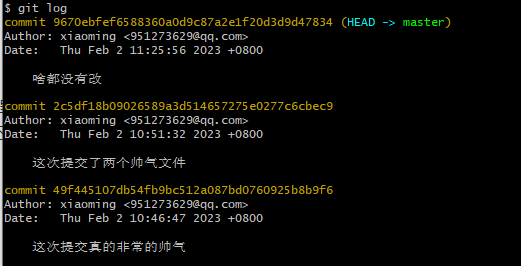 $ git log
commit 9670ebfef6588360a0d9c87a2e1f20d3d9d47834 (HEAD -> master)
Author: xiaoming <951273629@qq.com>
Date:   Thu Feb 2 11:25:56 2023 +0800
啥都没有改
commit 2c5df18b09026589a3d514657275e0277c6cbec9
Author: xiaoming <951273629@qq.com>
Date:   Thu Feb 2 10:51:32 2023 +0800
这次提交了两个帅气文件
commit 49f445107db54fb9bc512a087bd0760925b8b9f6
Author: xiaoming <951273629@qq.com>
Date:   Thu Feb 2 10:46:47 2023 +0800
这次提交真的非常的帅气